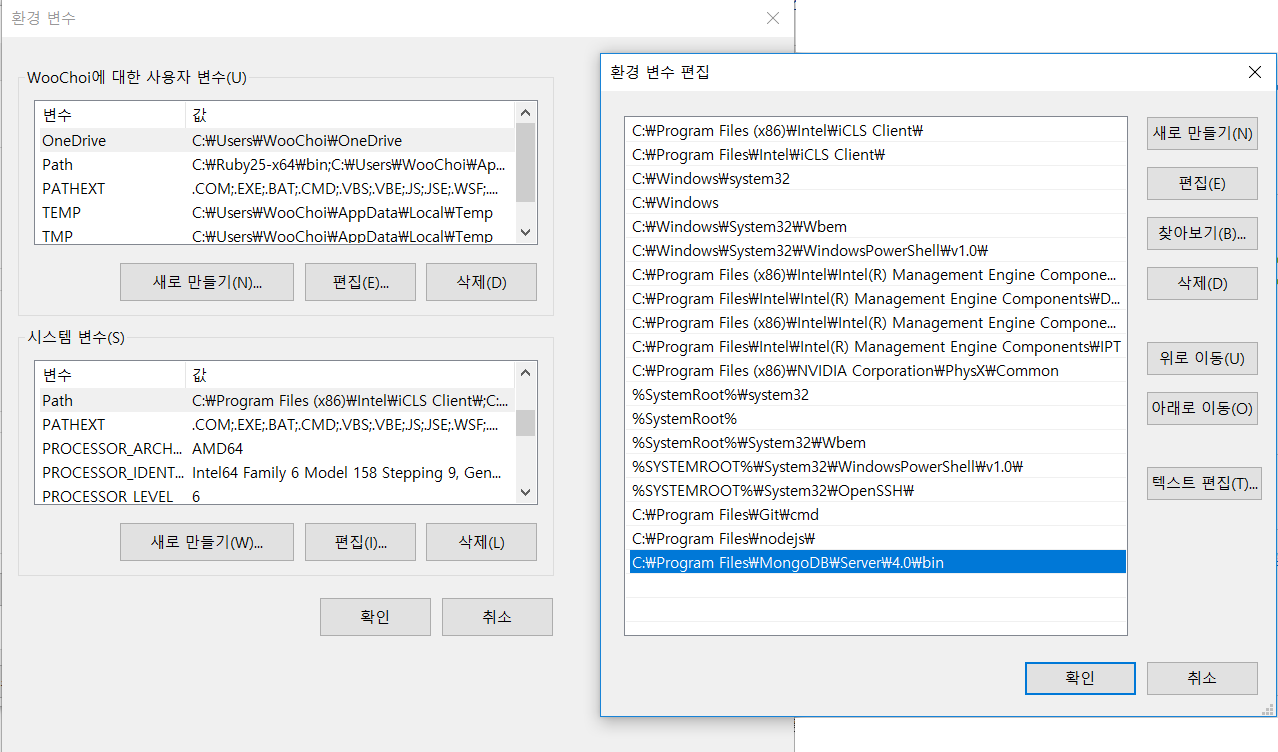 환경 변수
WooChoi에 대한 사용자 변수(U)
변수 값
OneDrive C:₩Users₩WooChoi₩OneDrive
Path C:₩Ruby25-x64₩bin;C:₩Users₩WooChoi₩Ap...
PATHEXT .COM;.EXE;.BAT;.CMD;.VBS;.VBE;.JS;.JSE;.WSF;....
TEMP C:₩Users₩WooChoi₩AppData₩Local₩Temp
TMP C:₩Users₩WooChoi₩AppData₩Local₩Temp
새로 만들기(N)... 편집(E)... 삭제(D)
시스템 변수(S)
변수 값
Path C:₩Program Files (x86)₩Intel₩iCLS Client₩;C:...
PATHEXT .COM;.EXE;.BAT;.CMD;.VBS;.VBE;.JS;.JSE;.WSF;....
PROCESSOR_ARCH... AMD64
PROCESSOR_IDENT... Intel64 Family 6 Model 158 Stepping 9, Gen...
PROCESSOR_LEVEL 6
새로 만들기(W)... 편집(I)... 삭제(L)
확인 취소
환경 변수 편집
C:₩Program Files (x86)₩Intel₩iCLS Client₩
C:₩Program Files₩Intel₩iCLS Client₩
C:₩Windows₩system32
C:₩Windows
C:₩Windows₩System32₩Wbem
C:₩Windows₩System32₩WindowsPowerShell₩v1.0₩
C:₩Program Files (x86)₩Intel₩Intel(R) Management Engine Compone...
C:₩Program Files₩Intel₩Intel(R) Management Engine Components₩D...
C:₩Program Files (x86)₩Intel₩Intel(R) Management Engine Compone...
C:₩Program Files₩Intel₩Intel(R) Management Engine Components₩IPT
C:₩Program Files (x86)₩NVIDIA Corporation₩PhysX₩Common
%SystemRoot%₩system32
%SystemRoot%
%SystemRoot%₩System32₩Wbem
%SYSTEMROOT%₩System32₩WindowsPowerShell₩v1.0₩
%SYSTEMROOT%₩System32₩OpenSSH₩
C:₩Program Files₩Git₩cmd
C:₩Program Files₩nodejs₩
C:₩Program Files₩MongoDB₩Server₩4.0₩bin
새로 만들기(N)
편집(E)
찾아보기(B)...
삭제(D)
위로 이동(U)
아래로 이동(O)
텍스트 편집(T)...
확인 취소